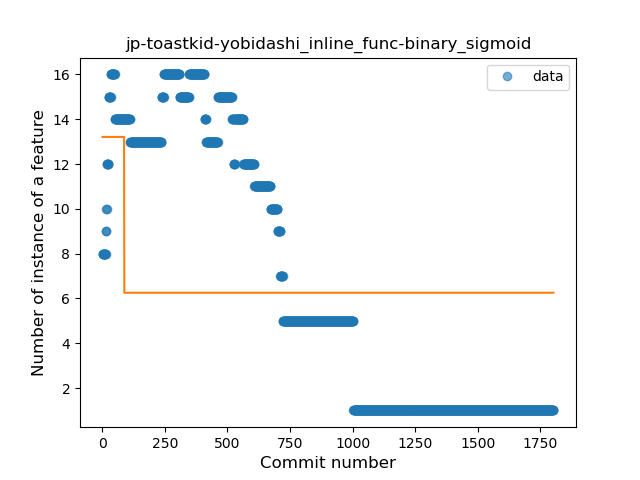 jp-toastkid-yobidashi_inline_func-binary_sigmoid
data
Number of instance of a feature
16
14
12
10
8
6
4
2
0 250 500 750 1000 1250 1500 1750
Commit number